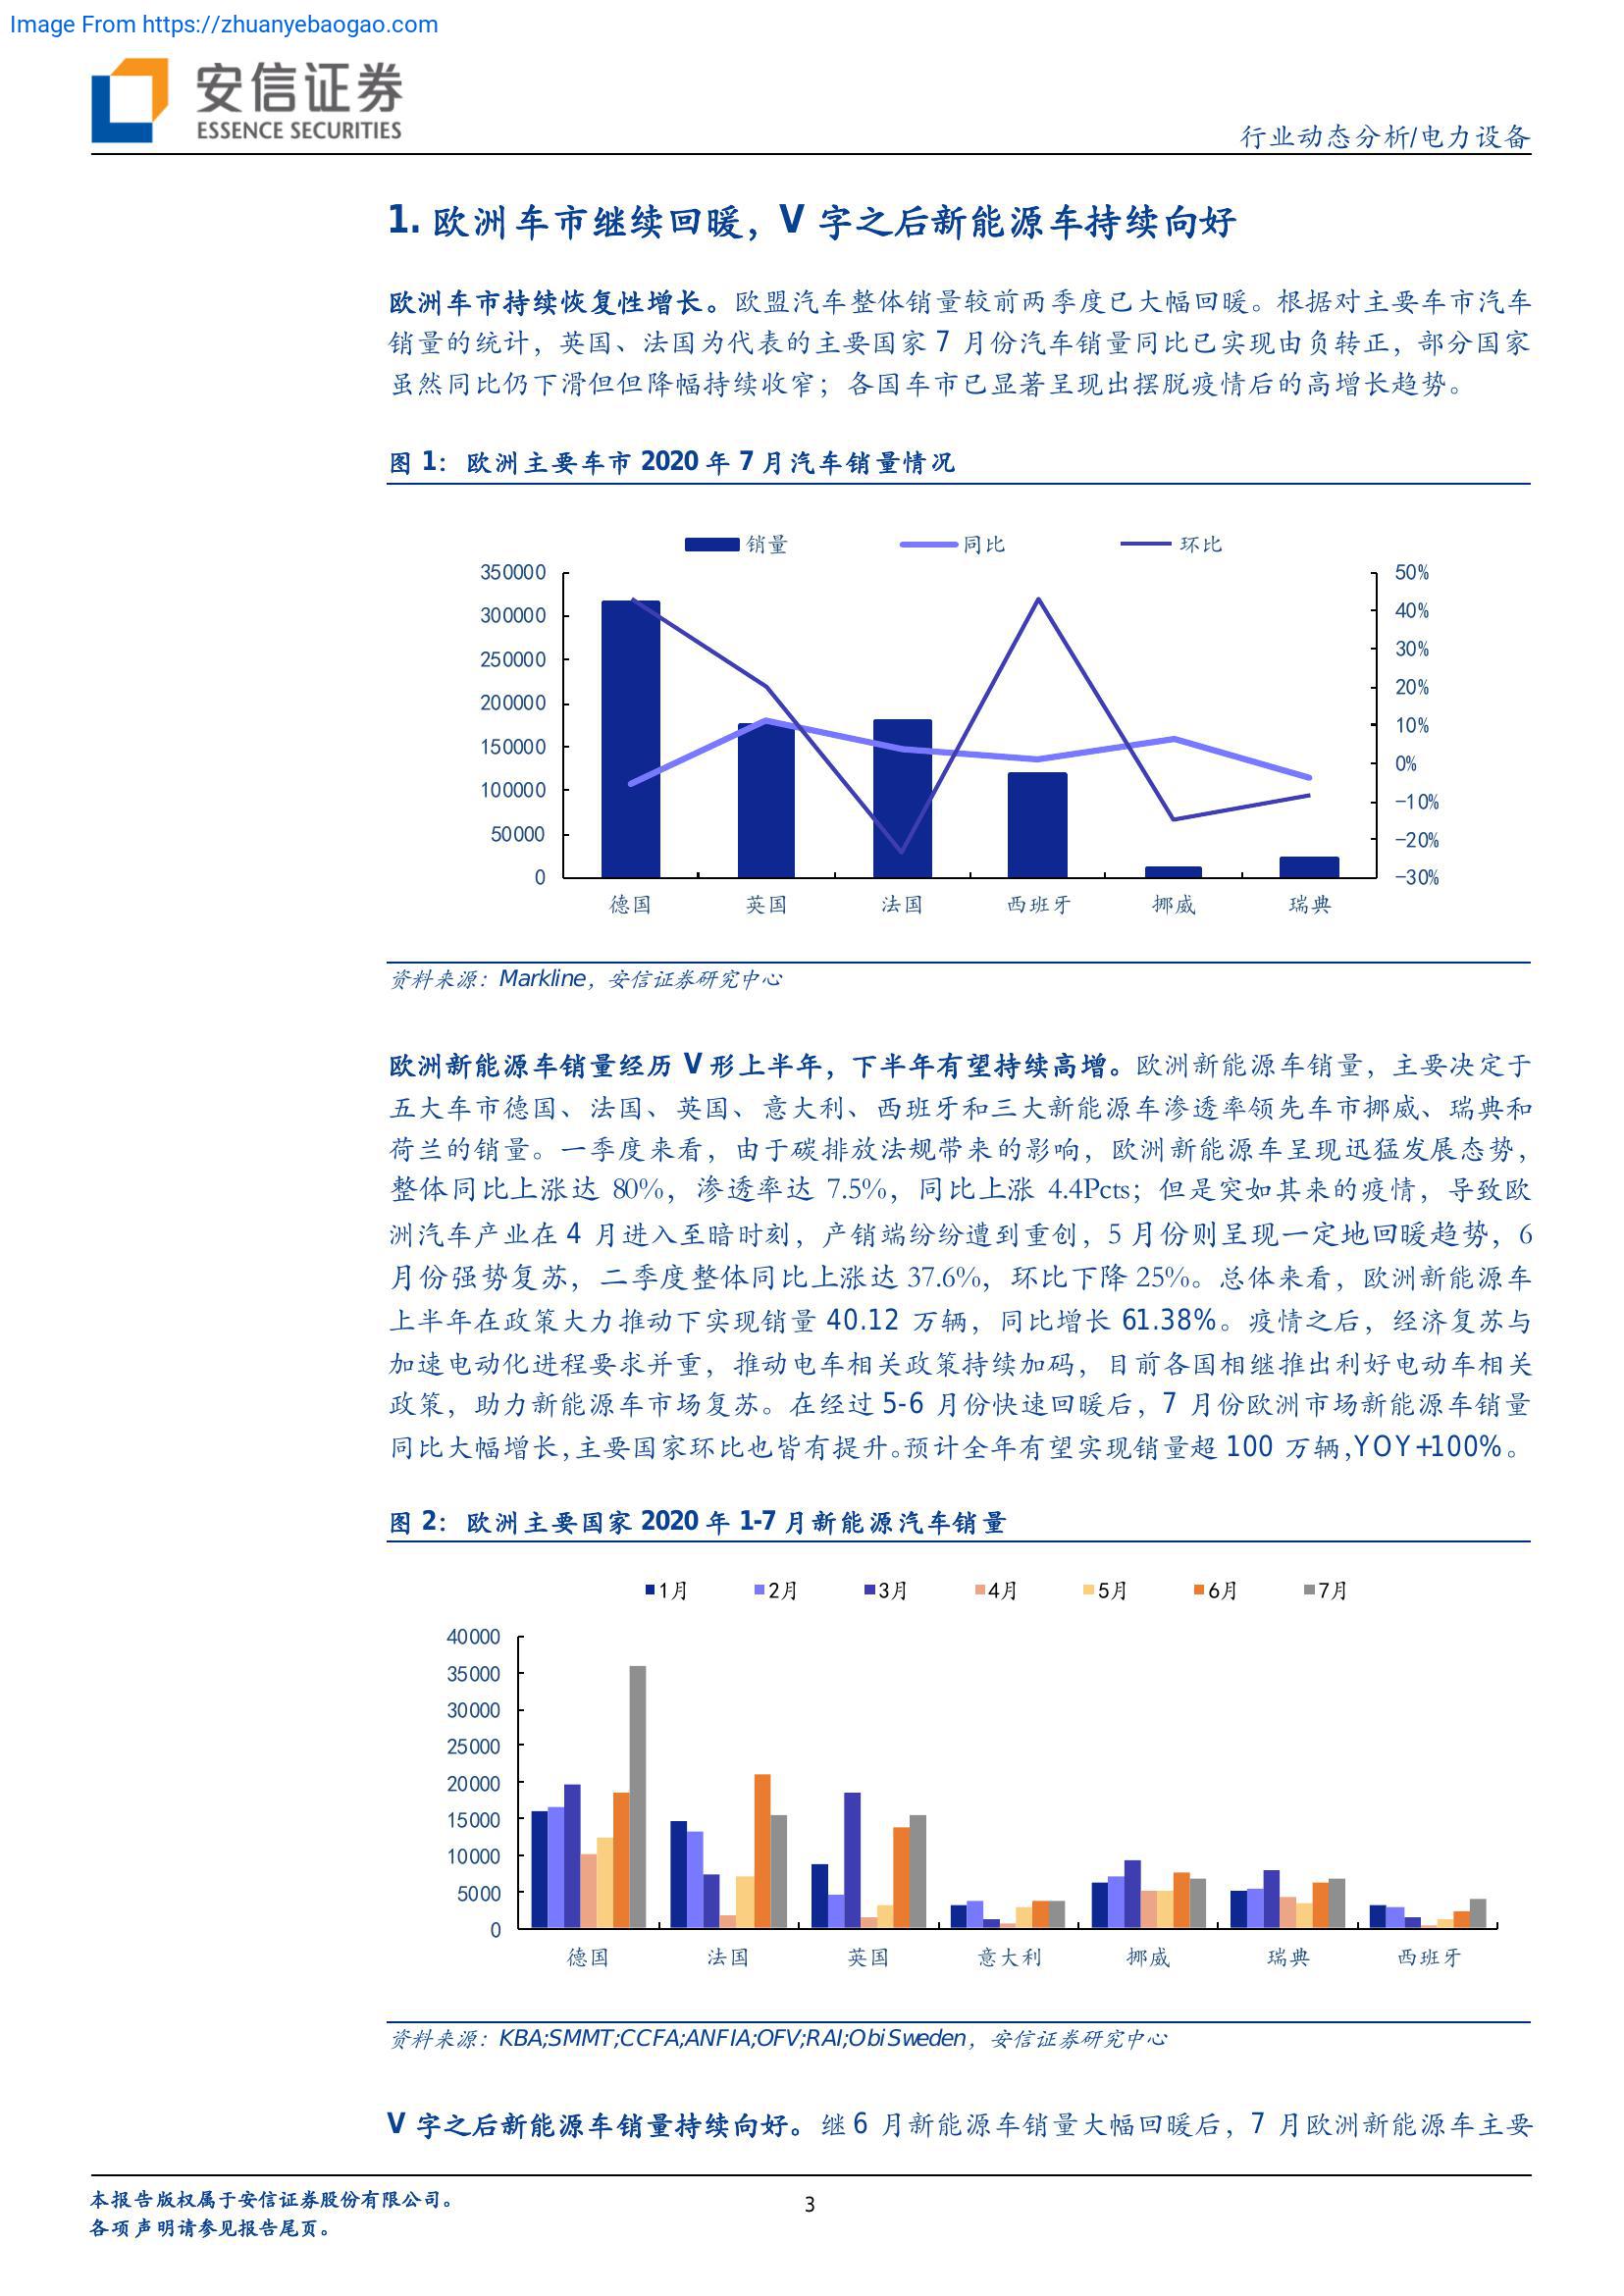 Image From https://zhuanyebaogao.com
安信证券
ESSENCE SECURITIES
行业动态分析/电力设备
1. 欧洲车市继续回暖，V 字之后新能源车持续向好
欧洲车市持续恢复性增长。欧盟汽车整体销量较前两季度已大幅回暖。根据对主要车市汽车
销量的统计，英国、法国为代表的主要国家 7 月份汽车销量同比已实现由负转正，部分国家
虽然同比仍下滑但但降幅持续收窄；各国车市已显著呈现出摆脱疫情后的高增长趋势。
图 1：欧洲主要车市 2020 年 7 月汽车销量情况
销量 同比 环比
350000 50%
300000 40%
250000 30%
200000 20%
150000 10%
100000 0%
50000 -10%
0 -20%
-30%
德国 英国 法国 西班牙 挪威 瑞典
资料来源：Markline，安信证券研究中心
欧洲新能源车销量经历 V 形上半年，下半年有望持续高增。欧洲新能源车销量，主要决定于
五大车市德国、法国、英国、意大利、西班牙和三大新能源车渗透率领先车市挪威、瑞典和
荷兰的销量。一季度来看，由于碳排放法规带来的影响，欧洲新能源车呈现迅猛发展态势，
整体同比上涨达 80%，渗透率达 7.5%，同比上涨 4.4Pcts；但是突如其来的疫情，导致欧
洲汽车产业在 4 月进入至暗时刻，产销端纷纷遭到重创，5 月份则呈现一定地回暖趋势，6
月份强势复苏，二季度整体同比上涨达 37.6%，环比下降 25%。总体来看，欧洲新能源车
上半年在政策大力推动下实现销量 40.12 万辆，同比增长 61.38%。疫情之后，经济复苏与
加速电动化进程要求并重，推动电车相关政策持续加码，目前各国相继推出利好电动车相关
政策，助力新能源车市场复苏。在经过 5-6 月份快速回暖后，7 月份欧洲市场新能源车销量
同比大幅增长，主要国家环比也皆有提升。预计全年有望实现销量超 100 万辆，YOY+100%。
图 2：欧洲主要国家 2020 年 1-7 月新能源汽车销量
1月 2月 3月 4月 5月 6月 7月
40000
35000
30000
25000
20000
15000
10000
5000
0
德国 法国 英国 意大利 挪威 瑞典 西班牙
资料来源：KBA;SMMT;CCFA;ANFIA;OFV;RAI;ObiSweden，安信证券研究中心
V 字之后新能源车销量持续向好。继 6 月新能源车销量大幅回暖后，7 月欧洲新能源车主要
本报告版权属于安信证券股份有限公司。
3
各项声明请参见报告尾页。